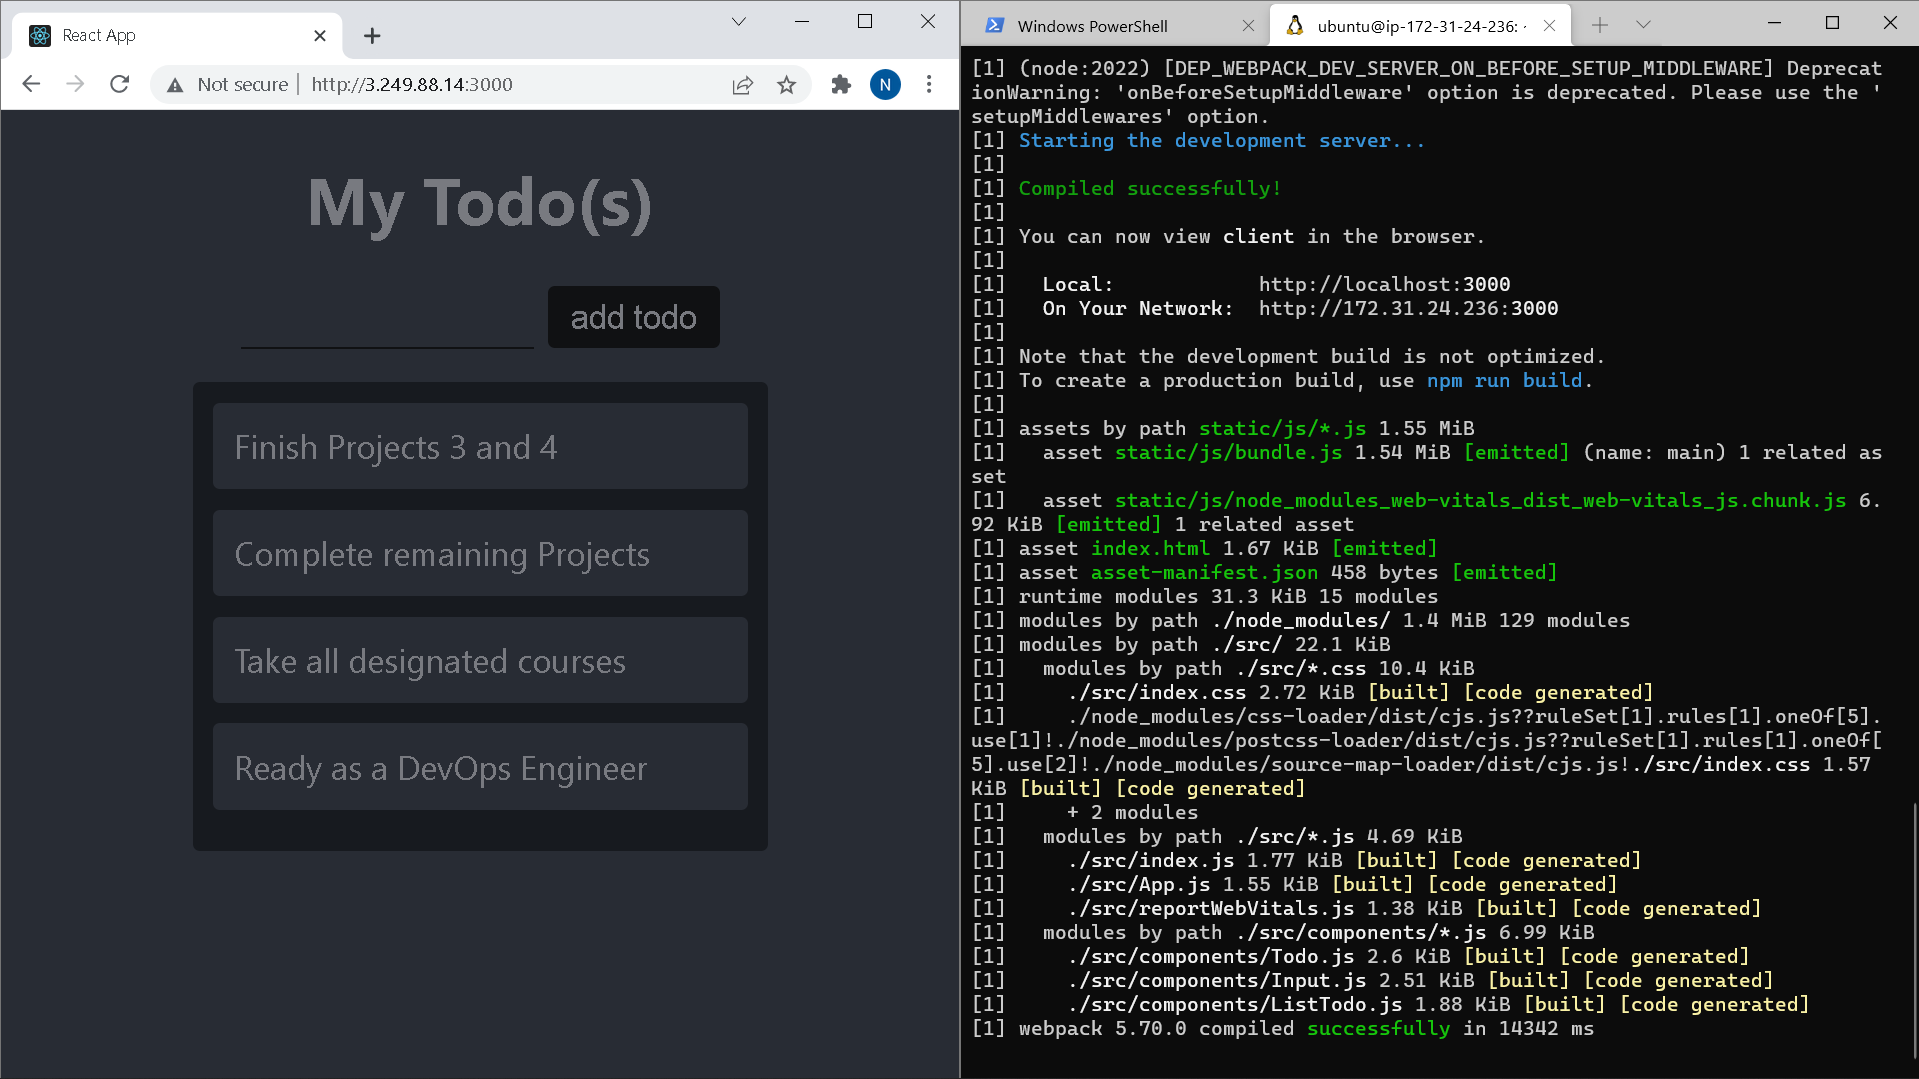 React App
Not secure | http://3.249.88.14:3000
N
My Todo(s)
add todo
Finish Projects 3 and 4
Complete remaining Projects
Take all designated courses
Ready as a DevOps Engineer
Windows PowerShell
ubuntu@ip-172-31-24-236: ~
[1] (node:2022) [DEP_WEBPACK_DEV_SERVER_ON_BEFORE_SETUP_MIDDLEWARE] Deprecat
ionWarning: 'onBeforeSetupMiddleware' option is deprecated. Please use the '
setupMiddlewares' option.
[1] Starting the development server...
[1]
[1] Compiled successfully!
[1]
[1] You can now view client in the browser.
[1]
[1]   Local:            http://localhost:3000
[1]   On Your Network:  http://172.31.24.236:3000
[1]
[1] Note that the development build is not optimized.
[1] To create a production build, use npm run build.
[1]
[1] assets by path static/js/*.js 1.55 MiB
[1]   asset static/js/bundle.js 1.54 MiB [emitted] (name: main) 1 related as
set
[1]   asset static/js/node_modules_web-vitals_dist_web-vitals_js.chunk.js 6.
92 KiB [emitted] 1 related asset
[1] asset index.html 1.67 KiB [emitted]
[1] asset asset-manifest.json 458 bytes [emitted]
[1] runtime modules 31.3 KiB 15 modules
[1] modules by path ./node_modules/ 1.4 MiB 129 modules
[1] modules by path ./src/ 22.1 KiB
[1]   modules by path ./src/*.css 10.4 KiB
[1]     ./src/index.css 2.72 KiB [built] [code generated]
[1]     ./node_modules/css-loader/dist/cjs.js??ruleSet[1].rules[1].oneOf[5].
use[1]!./node_modules/postcss-loader/dist/cjs.js??ruleSet[1].rules[1].oneOf[
5].use[2]!./node_modules/source-map-loader/dist/cjs.js!./src/index.css 1.57
KiB [built] [code generated]
[1]     + 2 modules
[1]   modules by path ./src/*.js 4.69 KiB
[1]     ./src/index.js 1.77 KiB [built] [code generated]
[1]     ./src/App.js 1.55 KiB [built] [code generated]
[1]     ./src/reportWebVitals.js 1.38 KiB [built] [code generated]
[1]   modules by path ./src/components/*.js 6.99 KiB
[1]     ./src/components/Todo.js 2.6 KiB [built] [code generated]
[1]     ./src/components/Input.js 2.51 KiB [built] [code generated]
[1]     ./src/components/ListTodo.js 1.88 KiB [built] [code generated]
[1] webpack 5.70.0 compiled successfully in 14342 ms